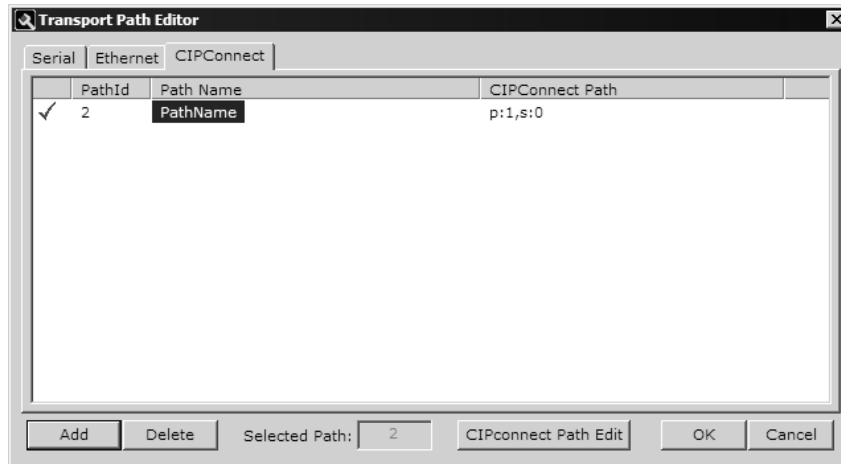 Transport Path Editor
Serial Ethernet CIPConnect
PathId Path Name CIPConnect Path
2 PathName p:1,s:0
Add Delete Selected Path: 2 CIPconnect Path Edit OK Cancel